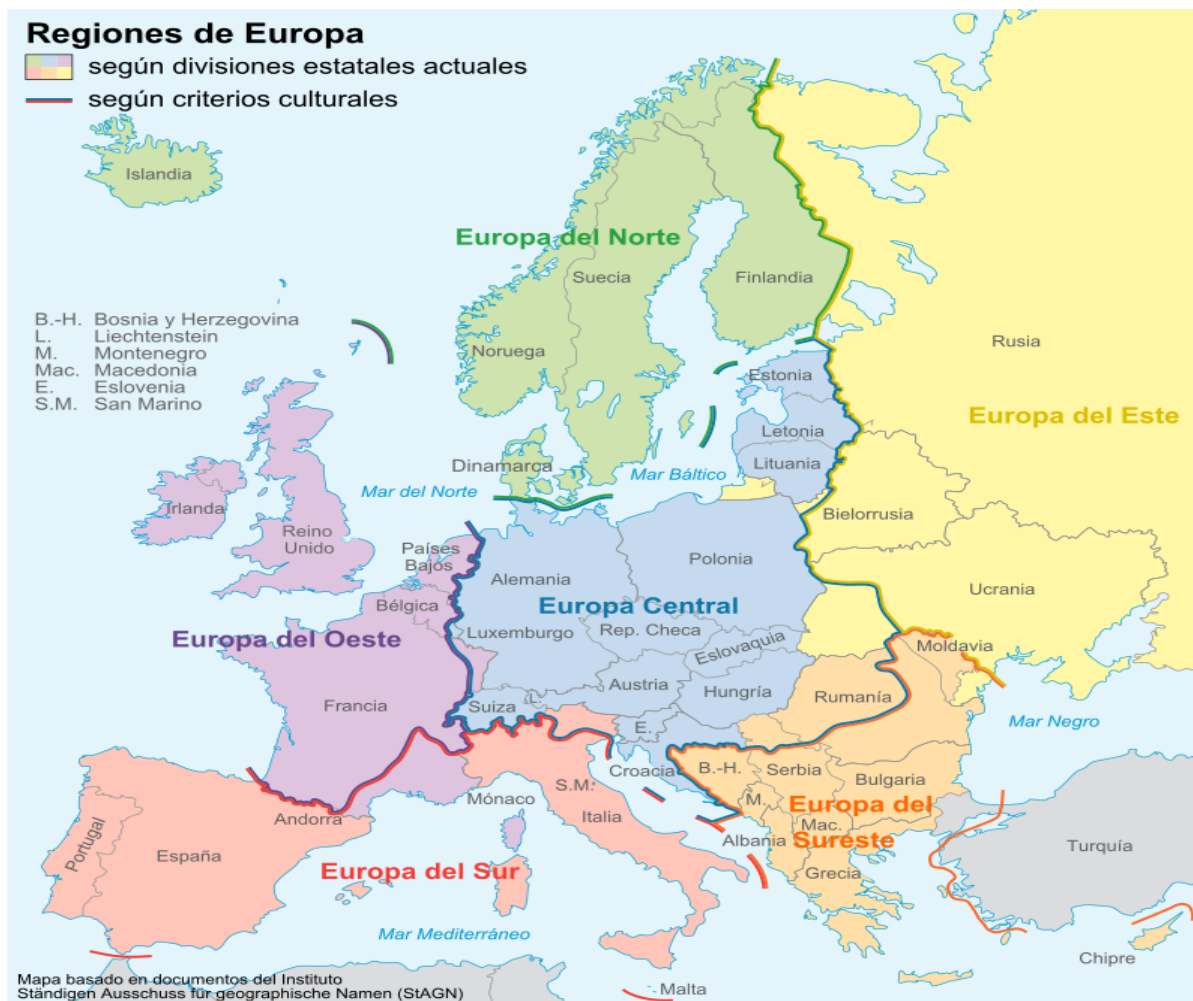 Regiones de Europa
según divisiones estatales actuales
según criterios culturales
Islandia
Europa del Norte
Suecia
Finlandia
B.-H. Bosnia y Herzegovina
L. Liechtenstein
M. Montenegro
Mac. Macedonia
E. Eslovenia
S.M. San Marino
Noruega
Rusia
Estonia
Europa del Este
Letonia
Lituania
Dinamarca
Mar Báltico
Mar del Norte
Irlanda
Reino
Unido
Bielorrusia
Países
Bajos
Alemania
Polonia
Ucrania
Bélgica
Europa Central
Europa del Oeste
Luxemburgo
Rep. Checa
Eslovaquia
Moldavia
Austria
Hungría
Rumanía
Francia
Suiza
L.
E.
Mar Negro
Croacia
B.-H.
Serbia
Bulgaria
S.M.
Mónaco
M.
Europa del
Sureste
Andorra
Italia
Albania
Mac.
Portugal
España
Turquía
Europa del Sur
Grecia
Mar Mediterráneo
Chipre
Malta
Mapa basado en documentos del Instituto
Ständigen Ausschuss für geographische Namen (StAGN)